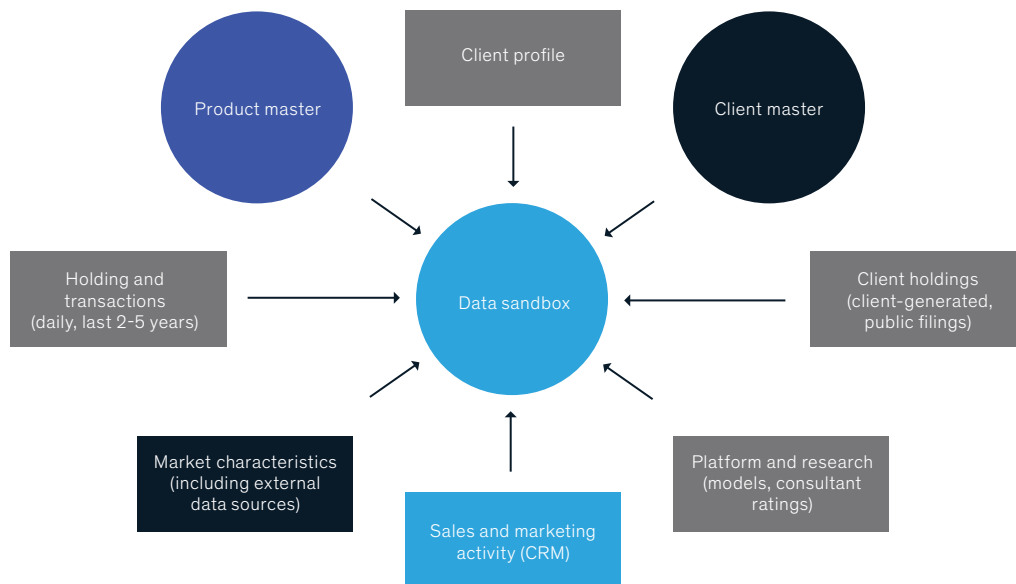 Client profile
Product master
Client master
Holding and
transactions
(daily, last 2-5 years)
Data sandbox
Client holdings
(client-generated,
public filings)
Market characteristics
(including external
data sources)
Platform and research
(models, consultant
ratings)
Sales and marketing
activity (CRM)